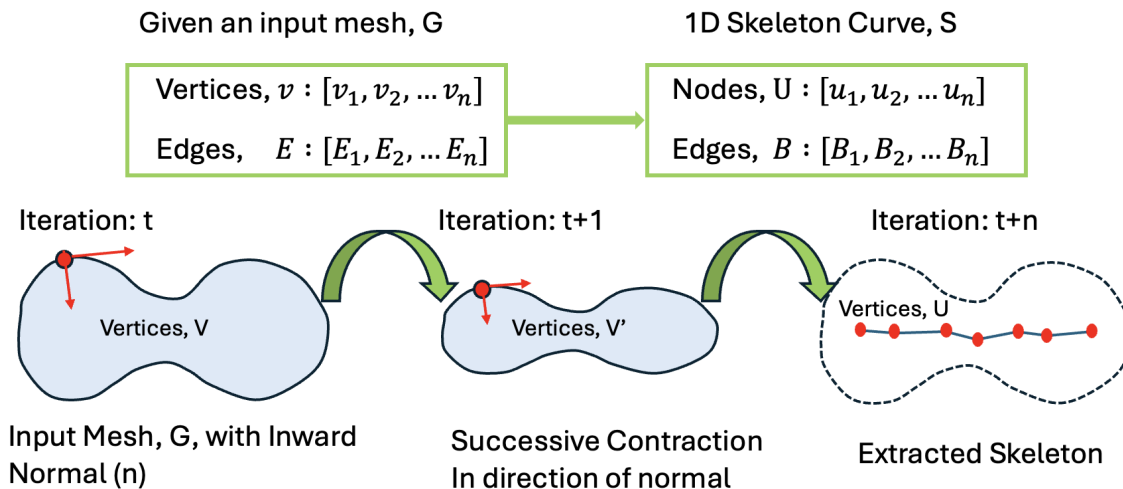 Given an input mesh, G
1D Skeleton Curve, S
Vertices, v : [v₁, v₂, … vₙ]
Edges, E : [E₁, E₂, … Eₙ]
Nodes, U : [u₁, u₂, … uₙ]
Edges, B : [B₁, B₂, … Bₙ]
Iteration: t
Iteration: t+1
Iteration: t+n
Vertices, V
Vertices, V’
Vertices, U
Input Mesh, G, with Inward
Normal (n)
Successive Contraction
In direction of normal
Extracted Skeleton